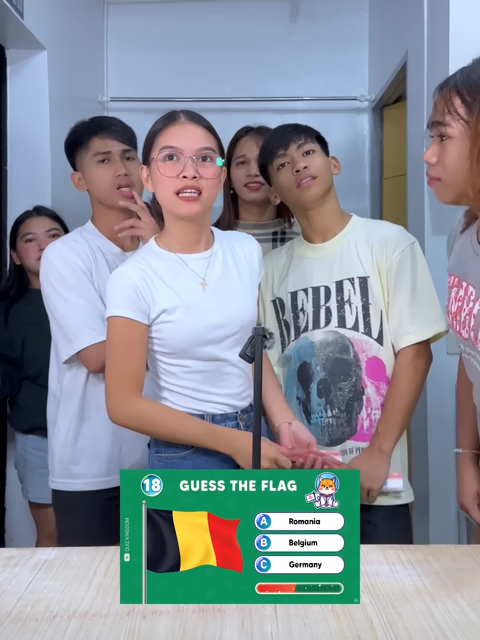 REBEL
18
GUESS THE FLAG
A Romania
B Belgium
C Germany